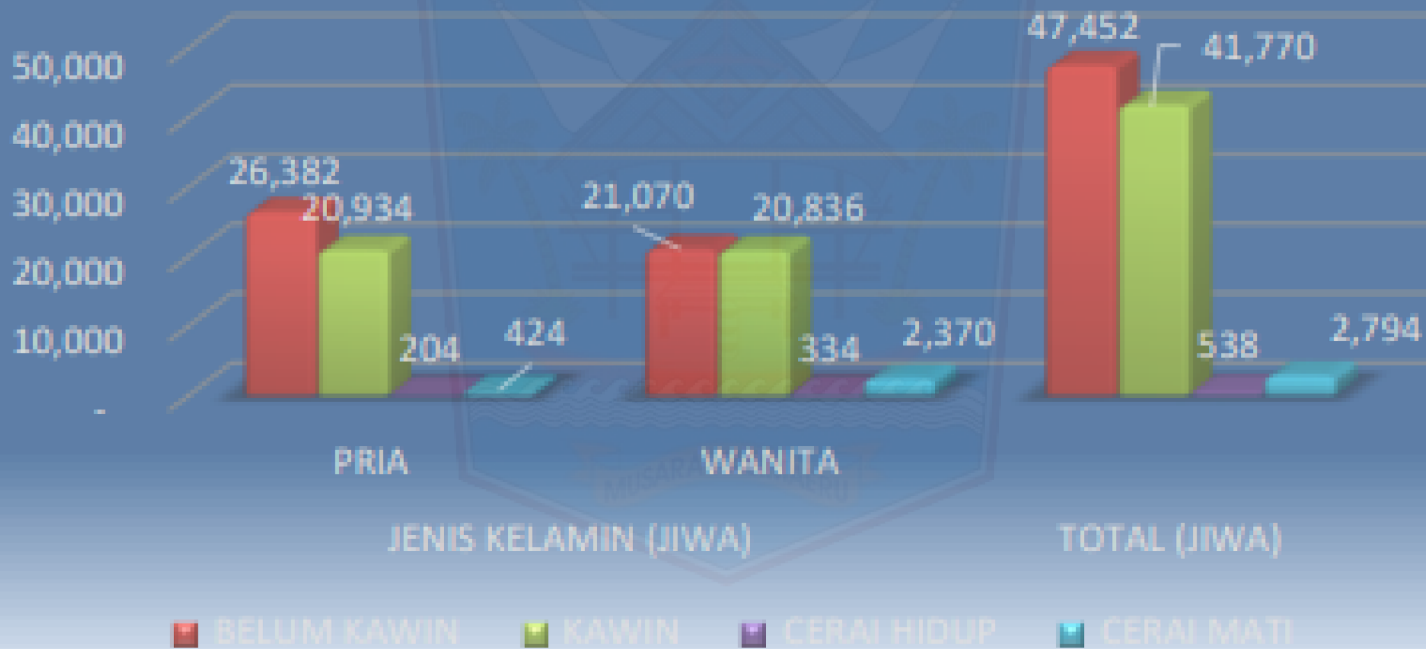 47,452
41,770
50,000
40,000
26,382
20,934
21,070
20,836
30,000
20,000
10,000
204
424
334
2,370
538
2,794
-
PRIA
WANITA
JENIS KELAMIN (JIWA)
TOTAL (JIWA)
BELUM KAWIN
KAWIN
CERAI HIDUP
CERAI MATI